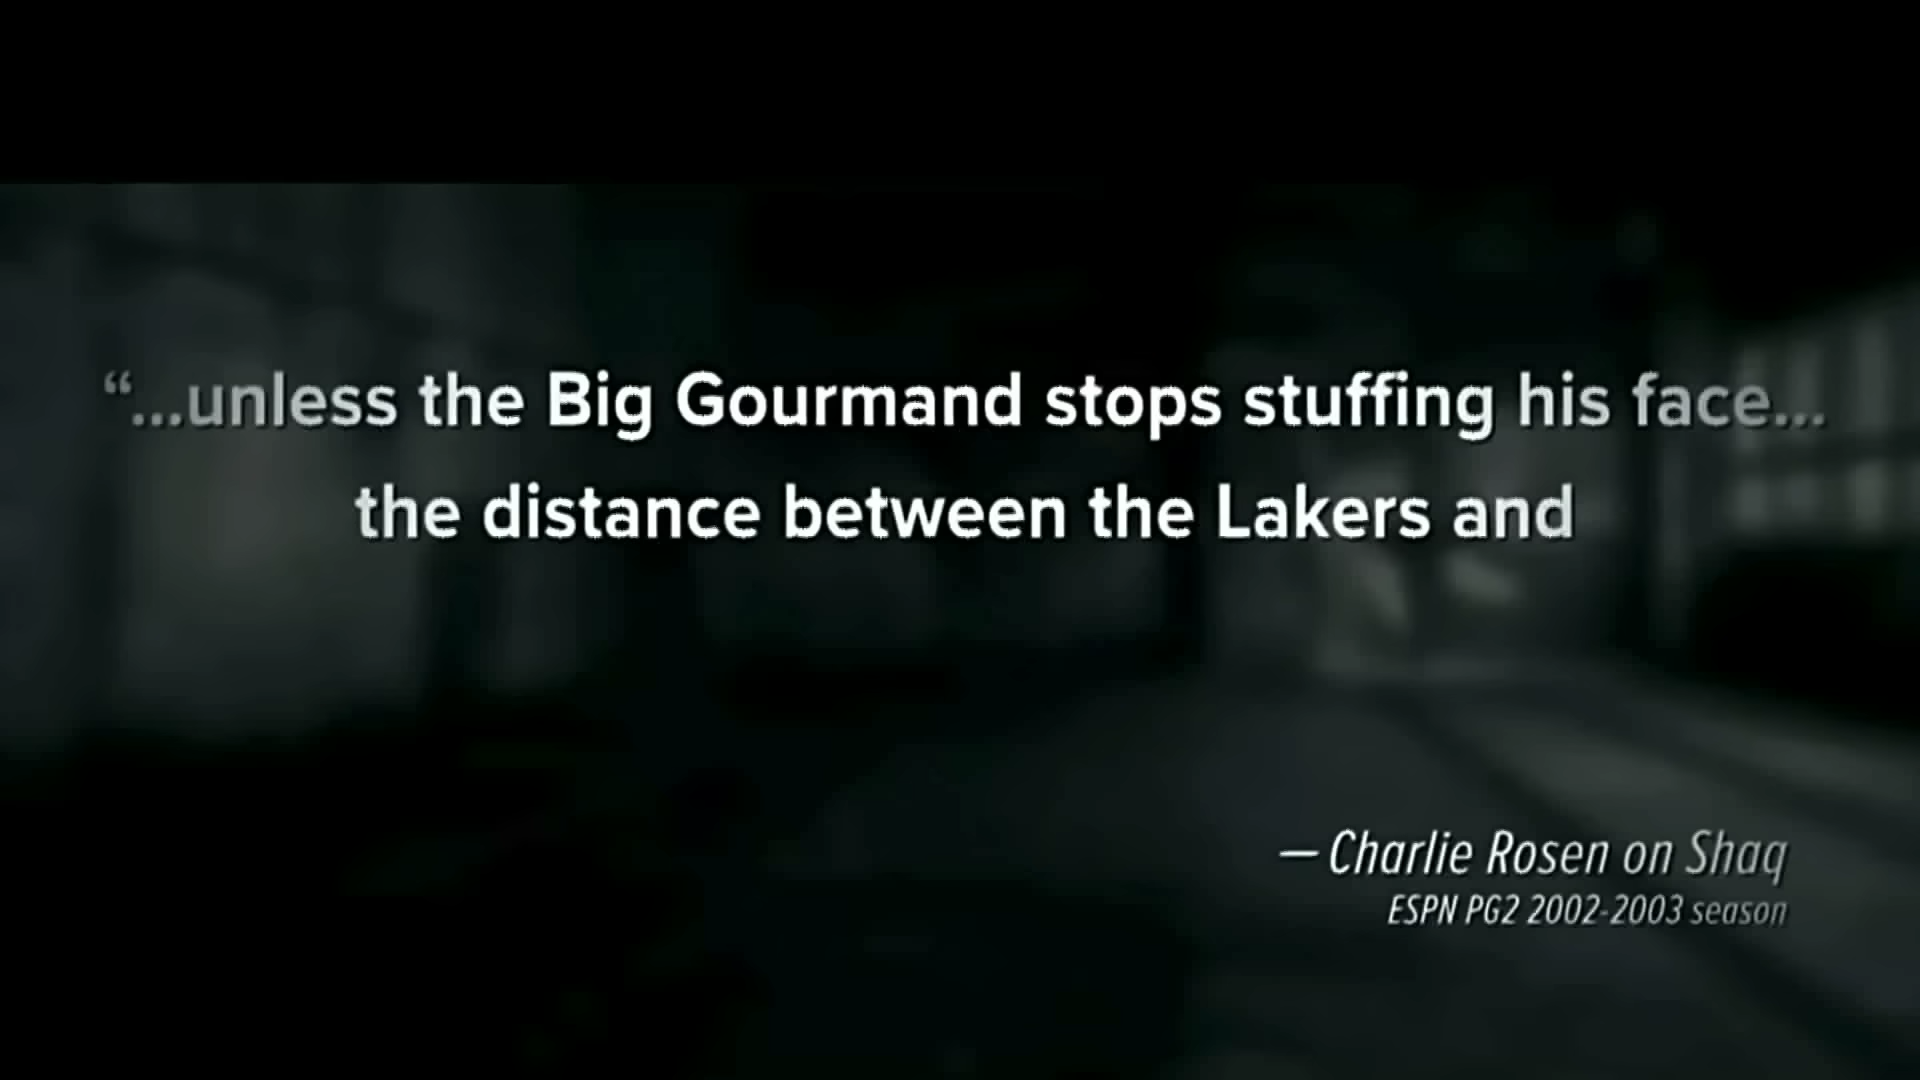 “...unless the Big Gourmand stops stuffing his face...
the distance between the Lakers and
– Charlie Rosen on Shaq
ESPN PG2 2002-2003 season